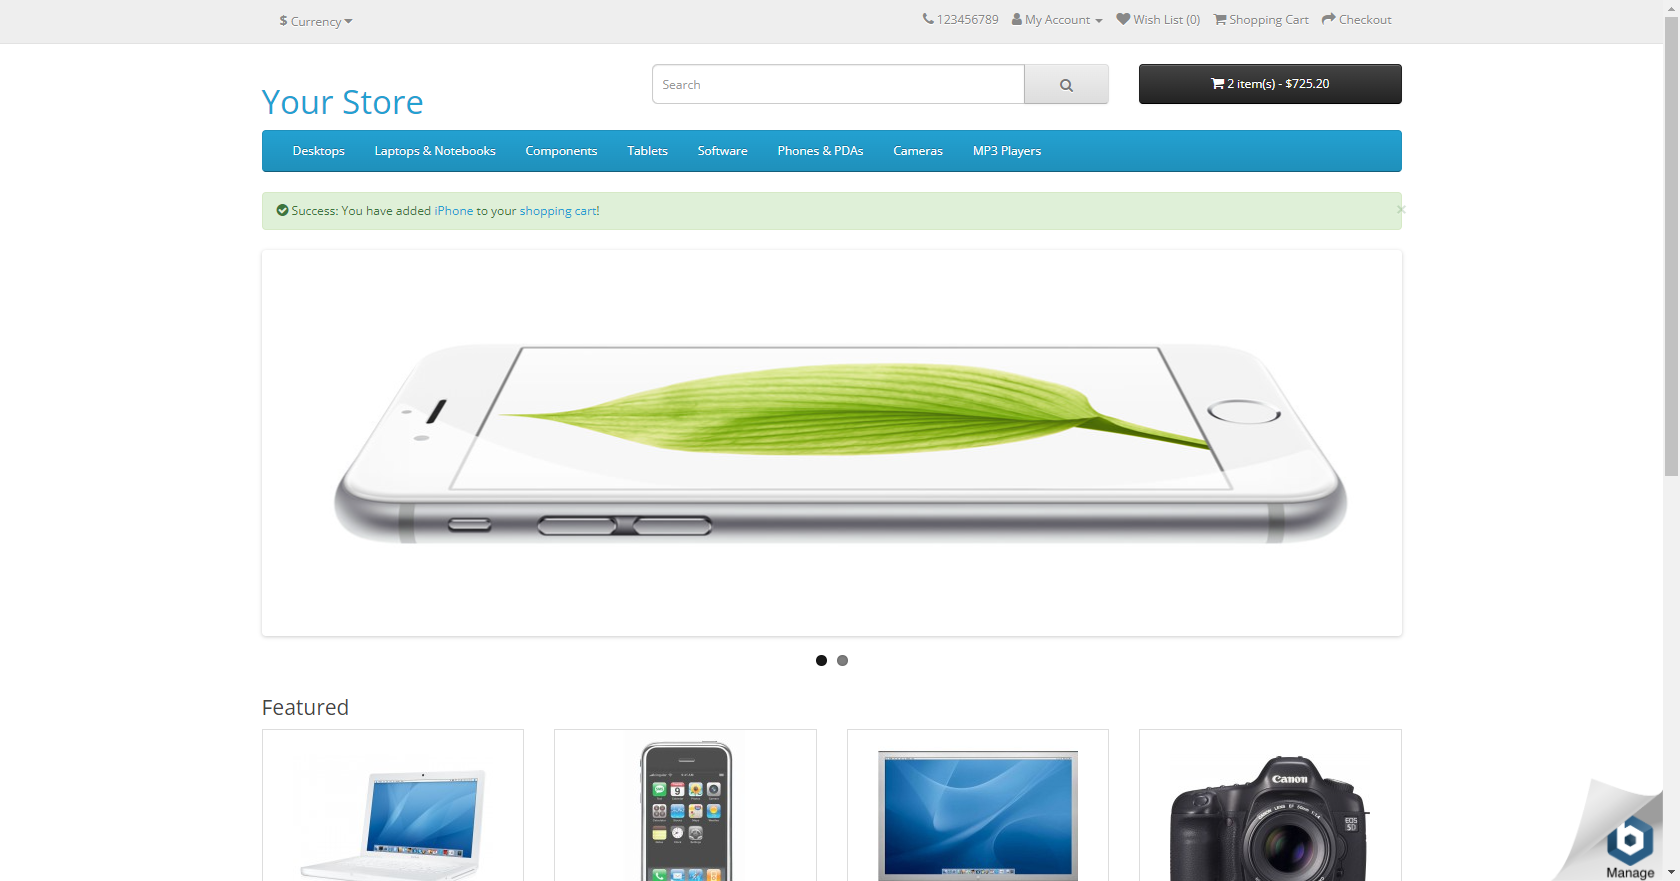 $ Currency
123456789 My Account Wish List (0) Shopping Cart Checkout
Your Store
Search
2 item(s) - $725.20
Desktops Laptops & Notebooks Components Tablets Software Phones & PDAs Cameras MP3 Players
Success: You have added iPhone to your shopping cart!
×
Featured
Canon
EOS
5D
Manage